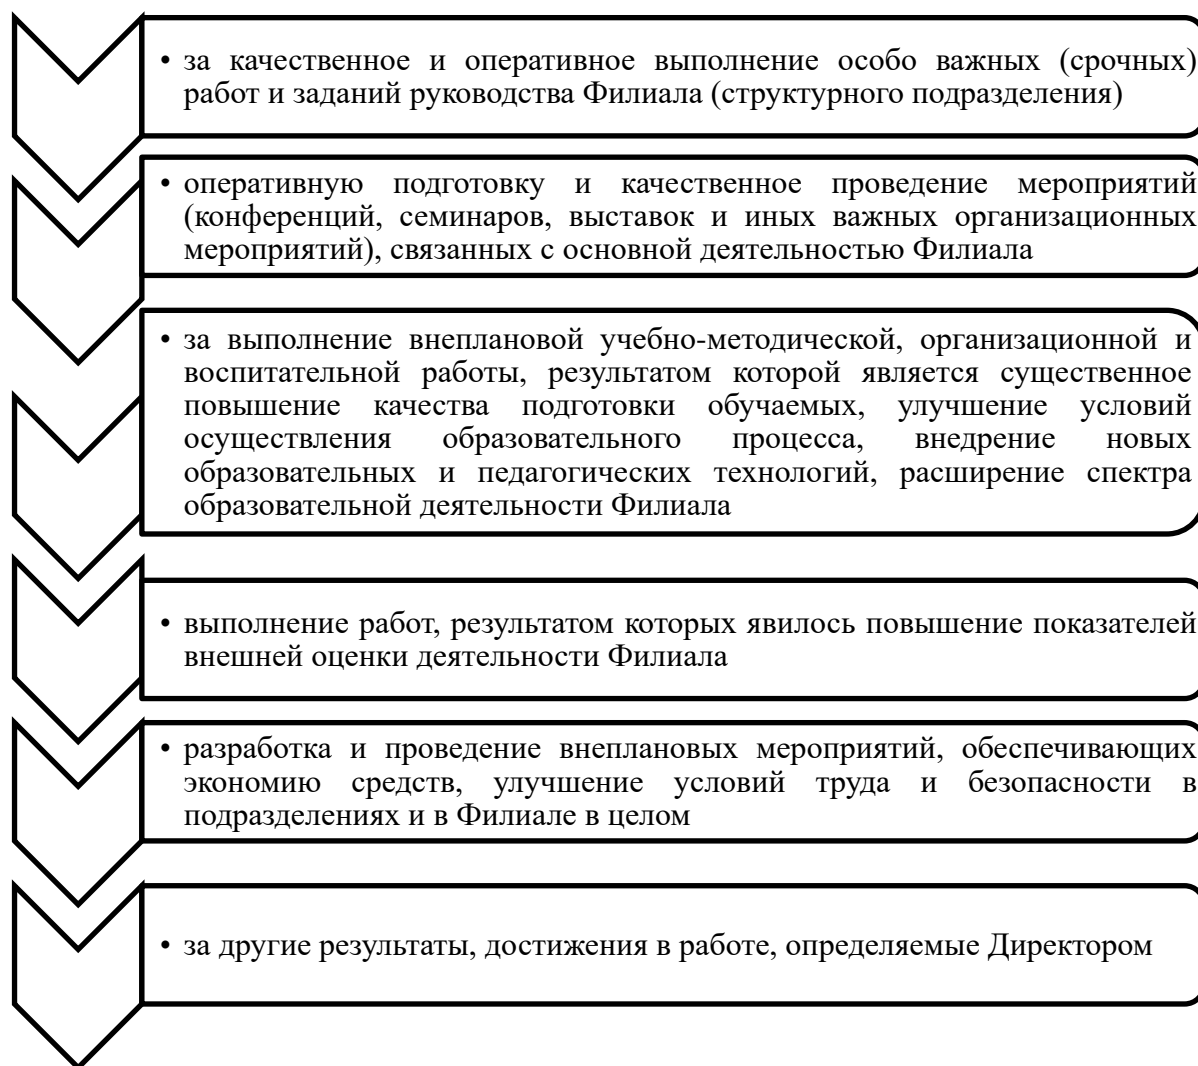 • за качественное и оперативное выполнение особо важных (срочных)
работ и заданий руководства Филиала (структурного подразделения)
• оперативную подготовку и качественное проведение мероприятий
(конференций, семинаров, выставок и иных важных организационных
мероприятий), связанных с основной деятельностью Филиала
• за выполнение внеплановой учебно-методической, организационной и
воспитательной работы, результатом которой является существенное
повышение качества подготовки обучаемых, улучшение условий
осуществления образовательного процесса, внедрение новых
образовательных и педагогических технологий, расширение спектра
образовательной деятельности Филиала
• выполнение работ, результатом которых явилось повышение показателей
внешней оценки деятельности Филиала
• разработка и проведение внеплановых мероприятий, обеспечивающих
экономию средств, улучшение условий труда и безопасности в
подразделениях и в Филиале в целом
• за другие результаты, достижения в работе, определяемые Директором